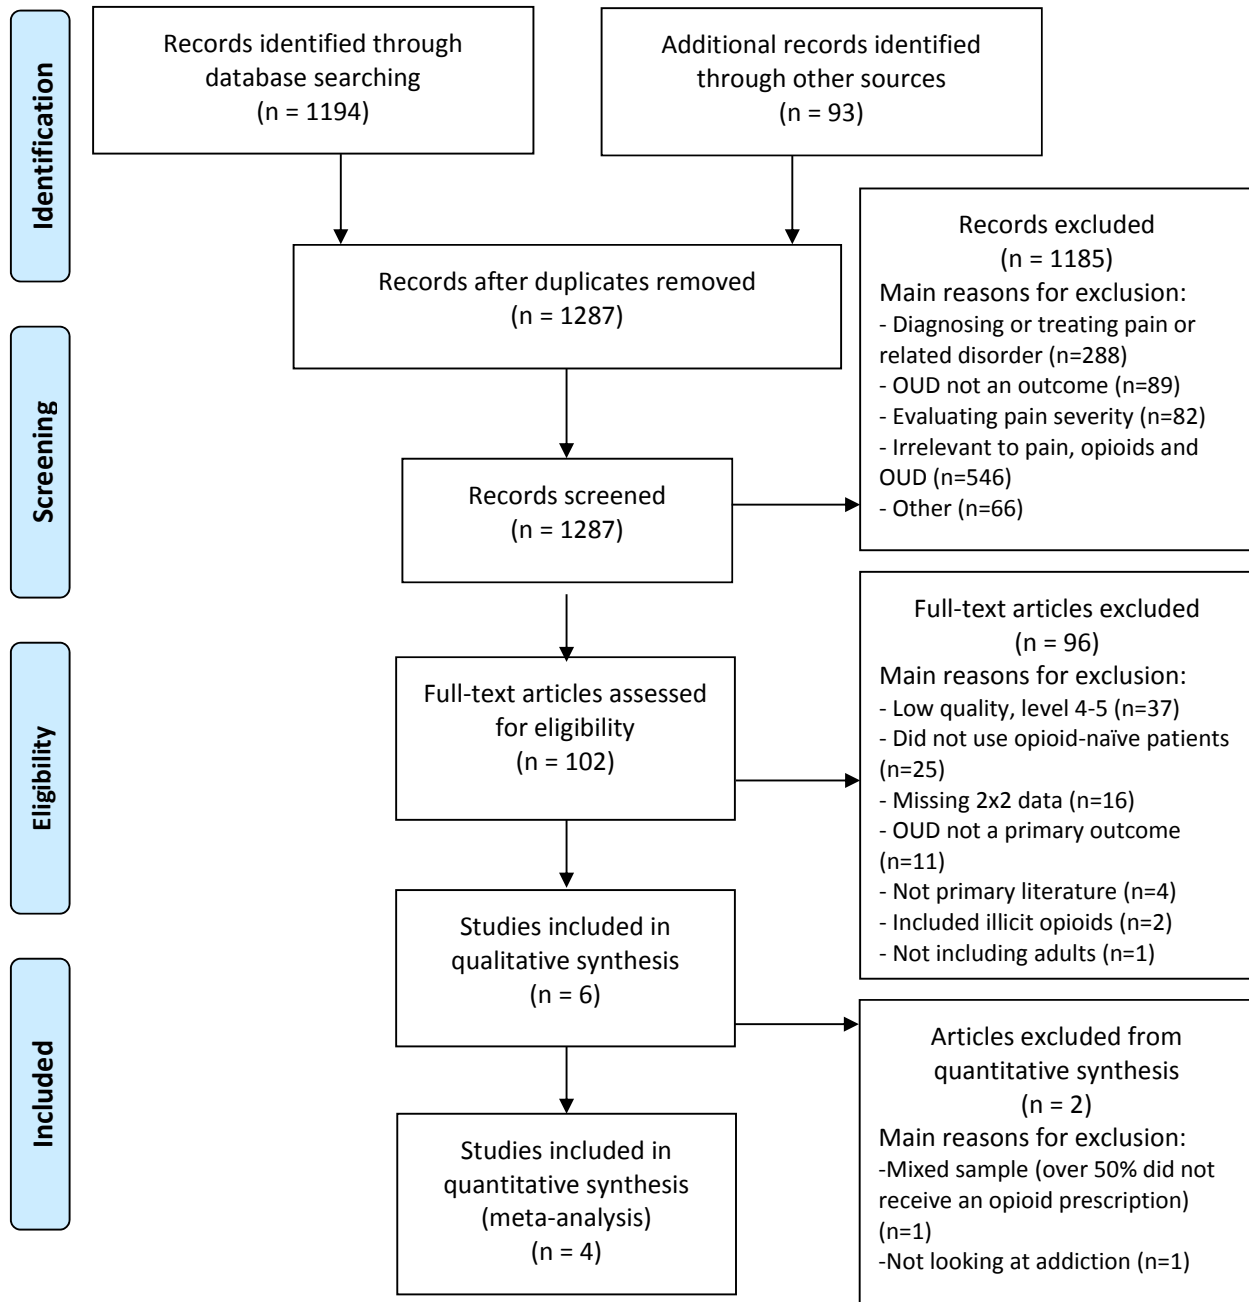 Identification
Records identified through
database searching
(n = 1194)
Additional records identified
through other sources
(n = 93)
Records after duplicates removed
(n = 1287)
Screening
Records screened
(n = 1287)
Records excluded
(n = 1185)
Main reasons for exclusion:
- Diagnosing or treating pain or
related disorder (n=288)
- OUD not an outcome (n=89)
- Evaluating pain severity (n=82)
- Irrelevant to pain, opioids and
OUD (n=546)
- Other (n=66)
Eligibility
Full-text articles assessed
for eligibility
(n = 102)
Full-text articles excluded
(n = 96)
Main reasons for exclusion:
- Low quality, level 4-5 (n=37)
- Did not use opioid-naïve patients
(n=25)
- Missing 2x2 data (n=16)
- OUD not a primary outcome
(n=11)
- Not primary literature (n=4)
- Included illicit opioids (n=2)
- Not including adults (n=1)
Studies included in
qualitative synthesis
(n = 6)
Included
Articles excluded from
quantitative synthesis
(n = 2)
Main reasons for exclusion:
-Mixed sample (over 50% did not
receive an opioid prescription)
(n=1)
-Not looking at addiction (n=1)
Studies included in
quantitative synthesis
(meta-analysis)
(n = 4)